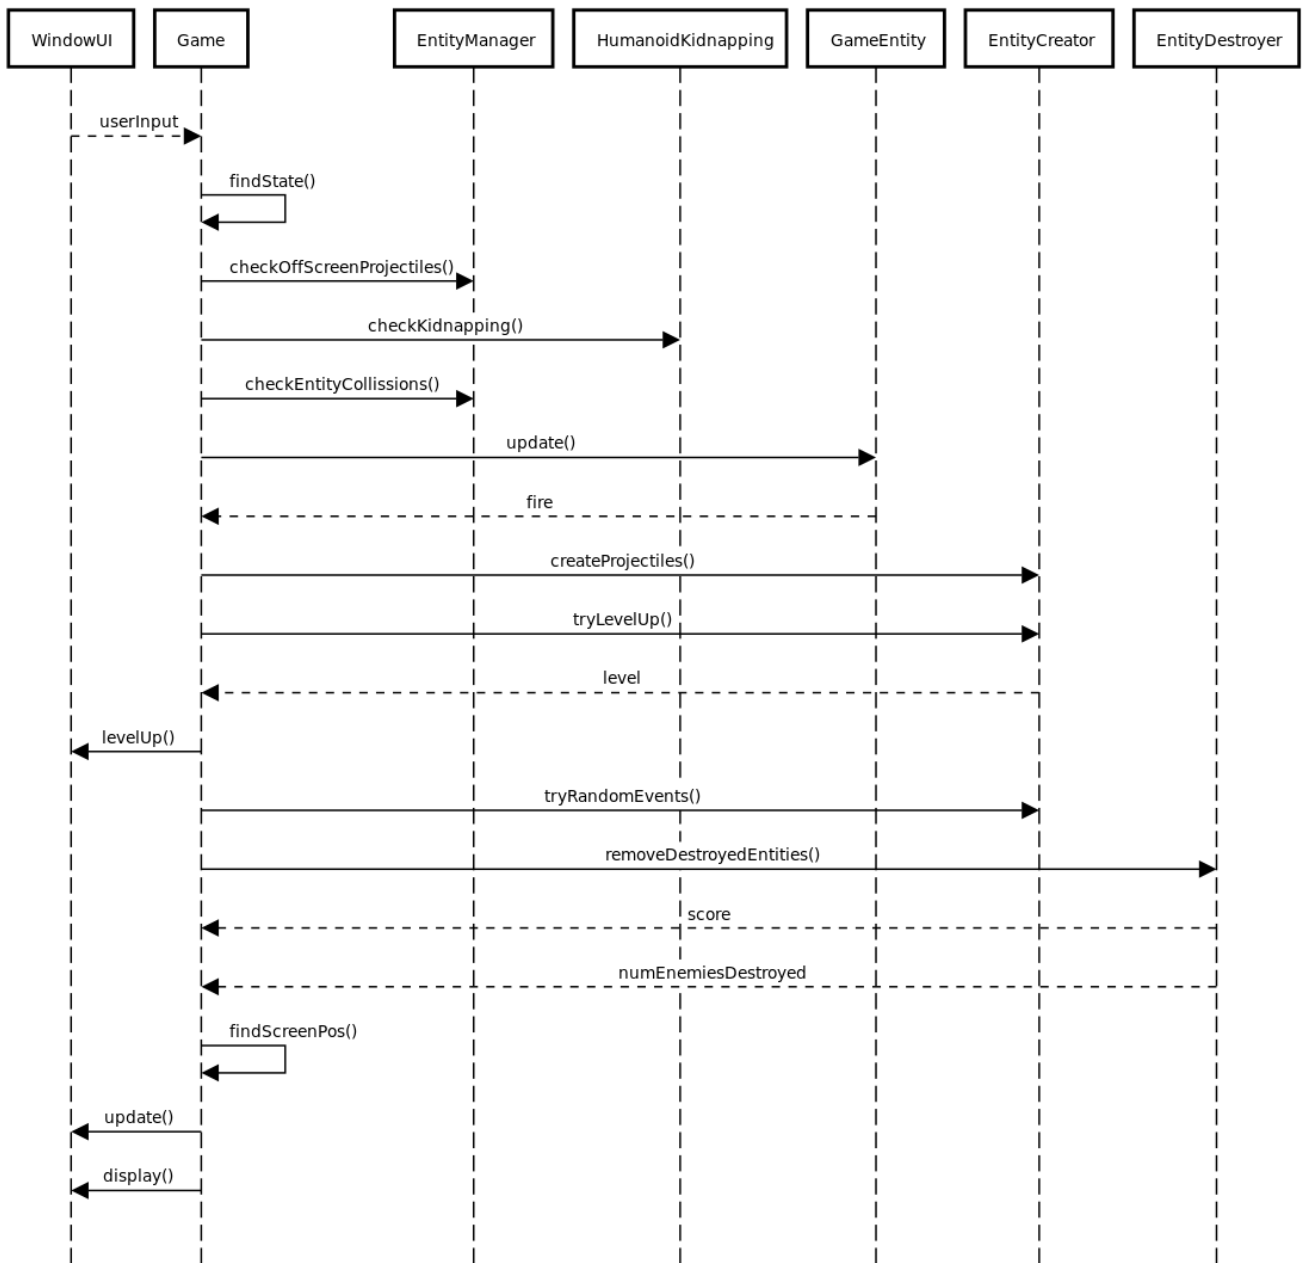 WindowUI
Game
EntityManager
HumanoidKidnapping
GameEntity
EntityCreator
EntityDestroyer
userInput
findState()
checkOffScreenProjectiles()
checkKidnapping()
checkEntityCollissions()
update()
fire
createProjectiles()
tryLevelUp()
level
levelUp()
tryRandomEvents()
removeDestroyedEntities()
score
numEnemiesDestroyed
findScreenPos()
update()
display()